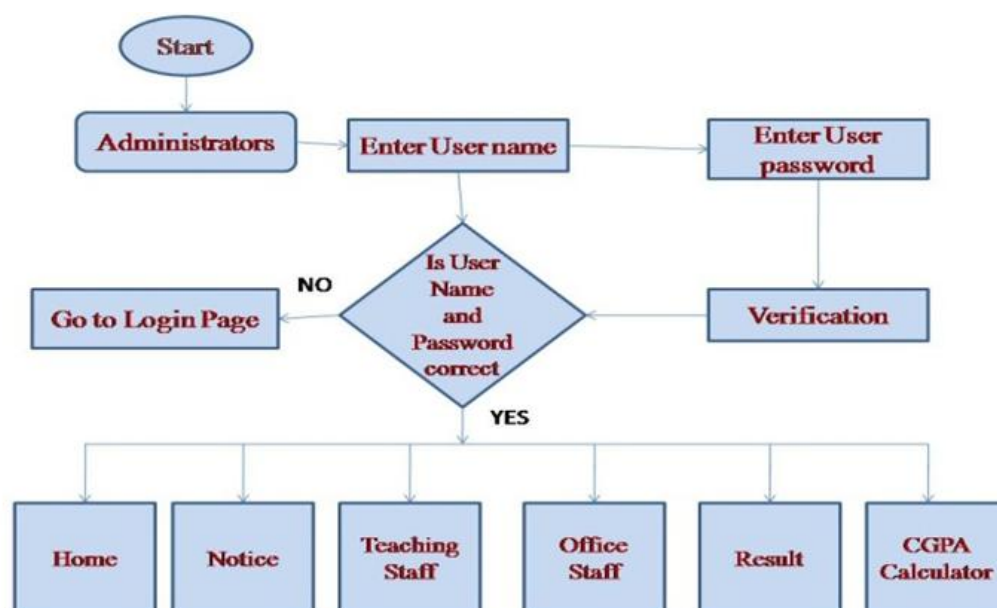 Start
Administrators
Enter User name
Enter User
password
Is User
Name
and
Password
correct
NO
Go to Login Page
Verification
YES
Home
Notice
Teaching
Staff
Office
Staff
Result
CGPA
Calculator